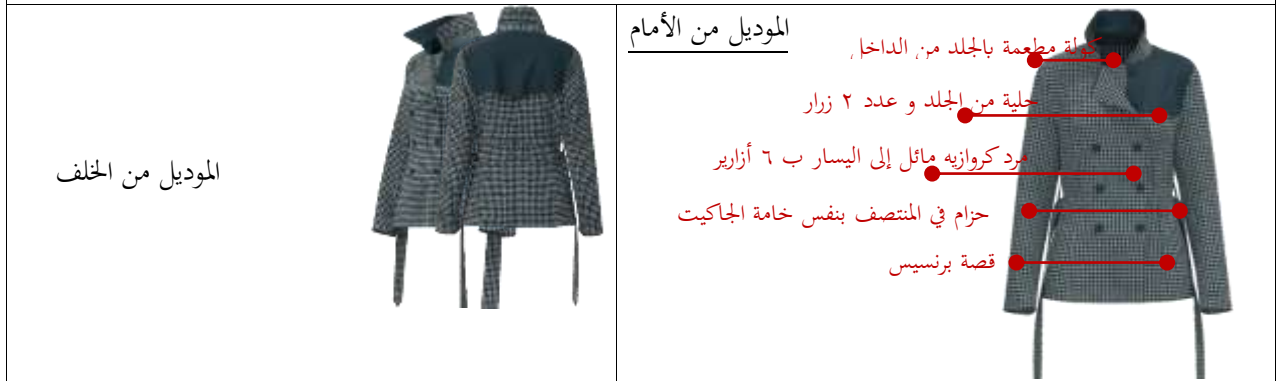 الموديل من الأمام
كولة مطعمة بالجلد من الداخل
حلية من الجلد و عدد ٢ زرار
مرد كروازيه مائل إلى اليسار ب ٦ أزارير
حزام في المنتصف بنفس خامة الجاكيت
قصة برنسيس
الموديل من الخلف